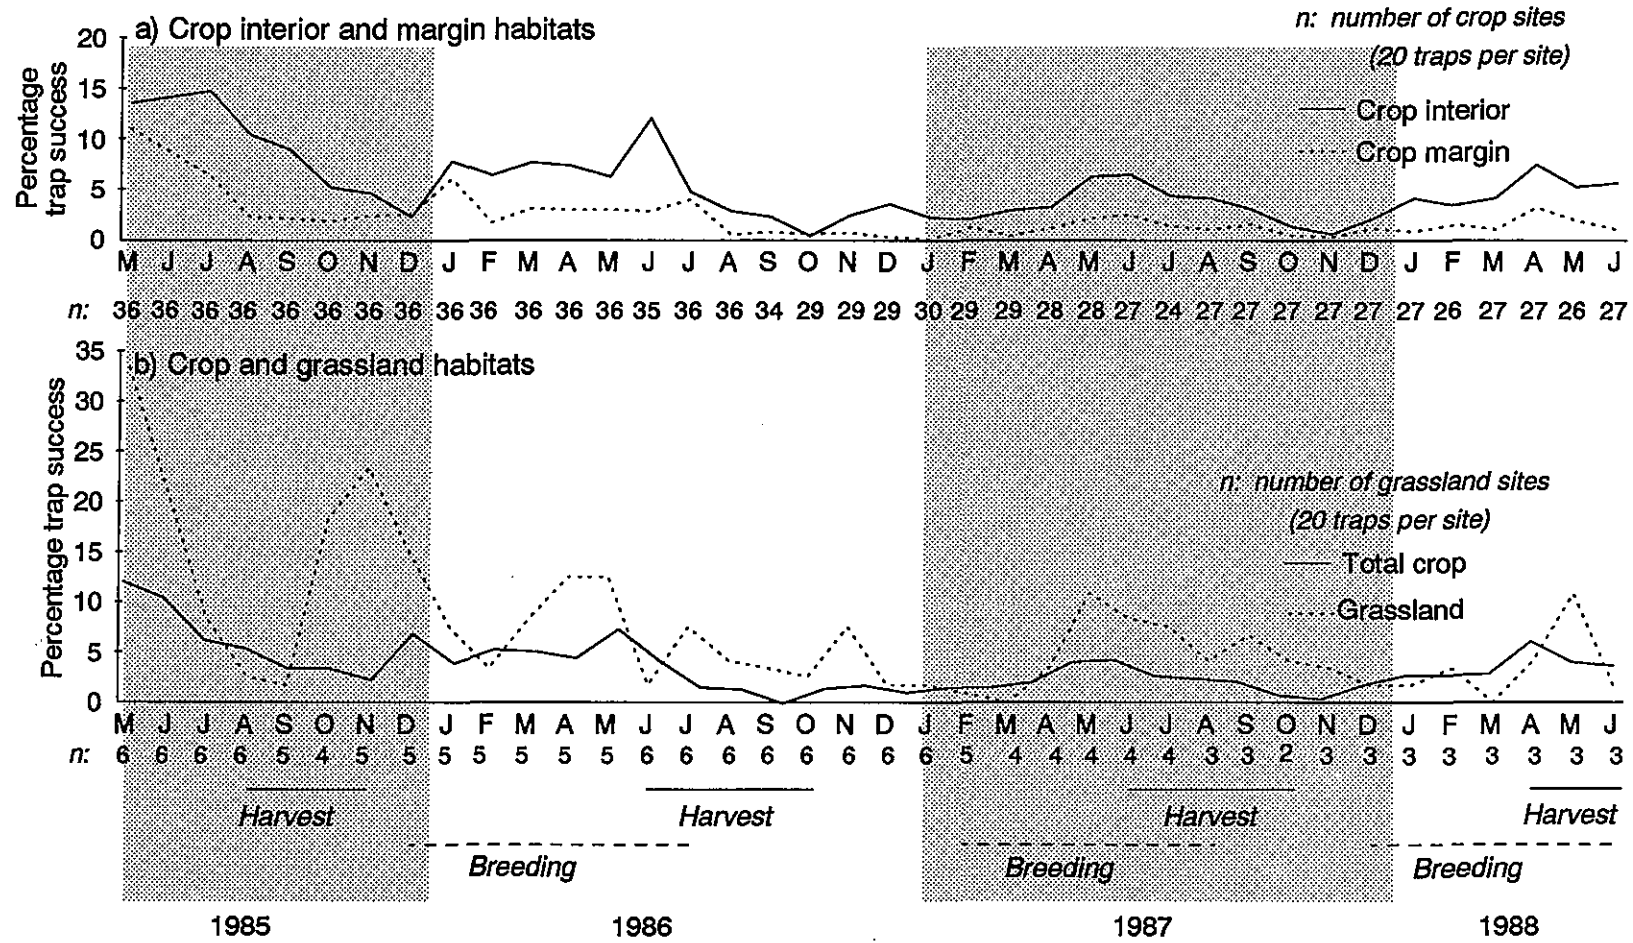 a) Crop interior and margin habitats
n: number of crop sites
(20 traps per site)
Percentage
trap success
20
15
10
5
0
Crop interior
Crop margin
M J J A S O N D J F M A M J J A S O N D J F M A M J J A S O N D J F M A M J
n: 36 36 36 36 36 36 36 36 36 36 36 36 36 35 36 36 34 29 29 29 30 29 29 28 28 27 24 27 27 27 27 27 27 26 27 27 26 27
b) Crop and grassland habitats
Percentage trap success
35
30
25
20
15
10
5
0
n: number of grassland sites
(20 traps per site)
Total crop
Grassland
M J J A S O N D J F M A M J J A S O N D J F M A M J J A S O N D J F M A M J
n: 6 6 6 6 5 4 5 5 5 5 5 5 5 6 6 6 6 6 6 6 6 5 4 4 4 4 4 3 3 2 3 3 3 3 3 3 3 3
Harvest Harvest Harvest Harvest
Breeding Breeding Breeding
1985 1986 1987 1988